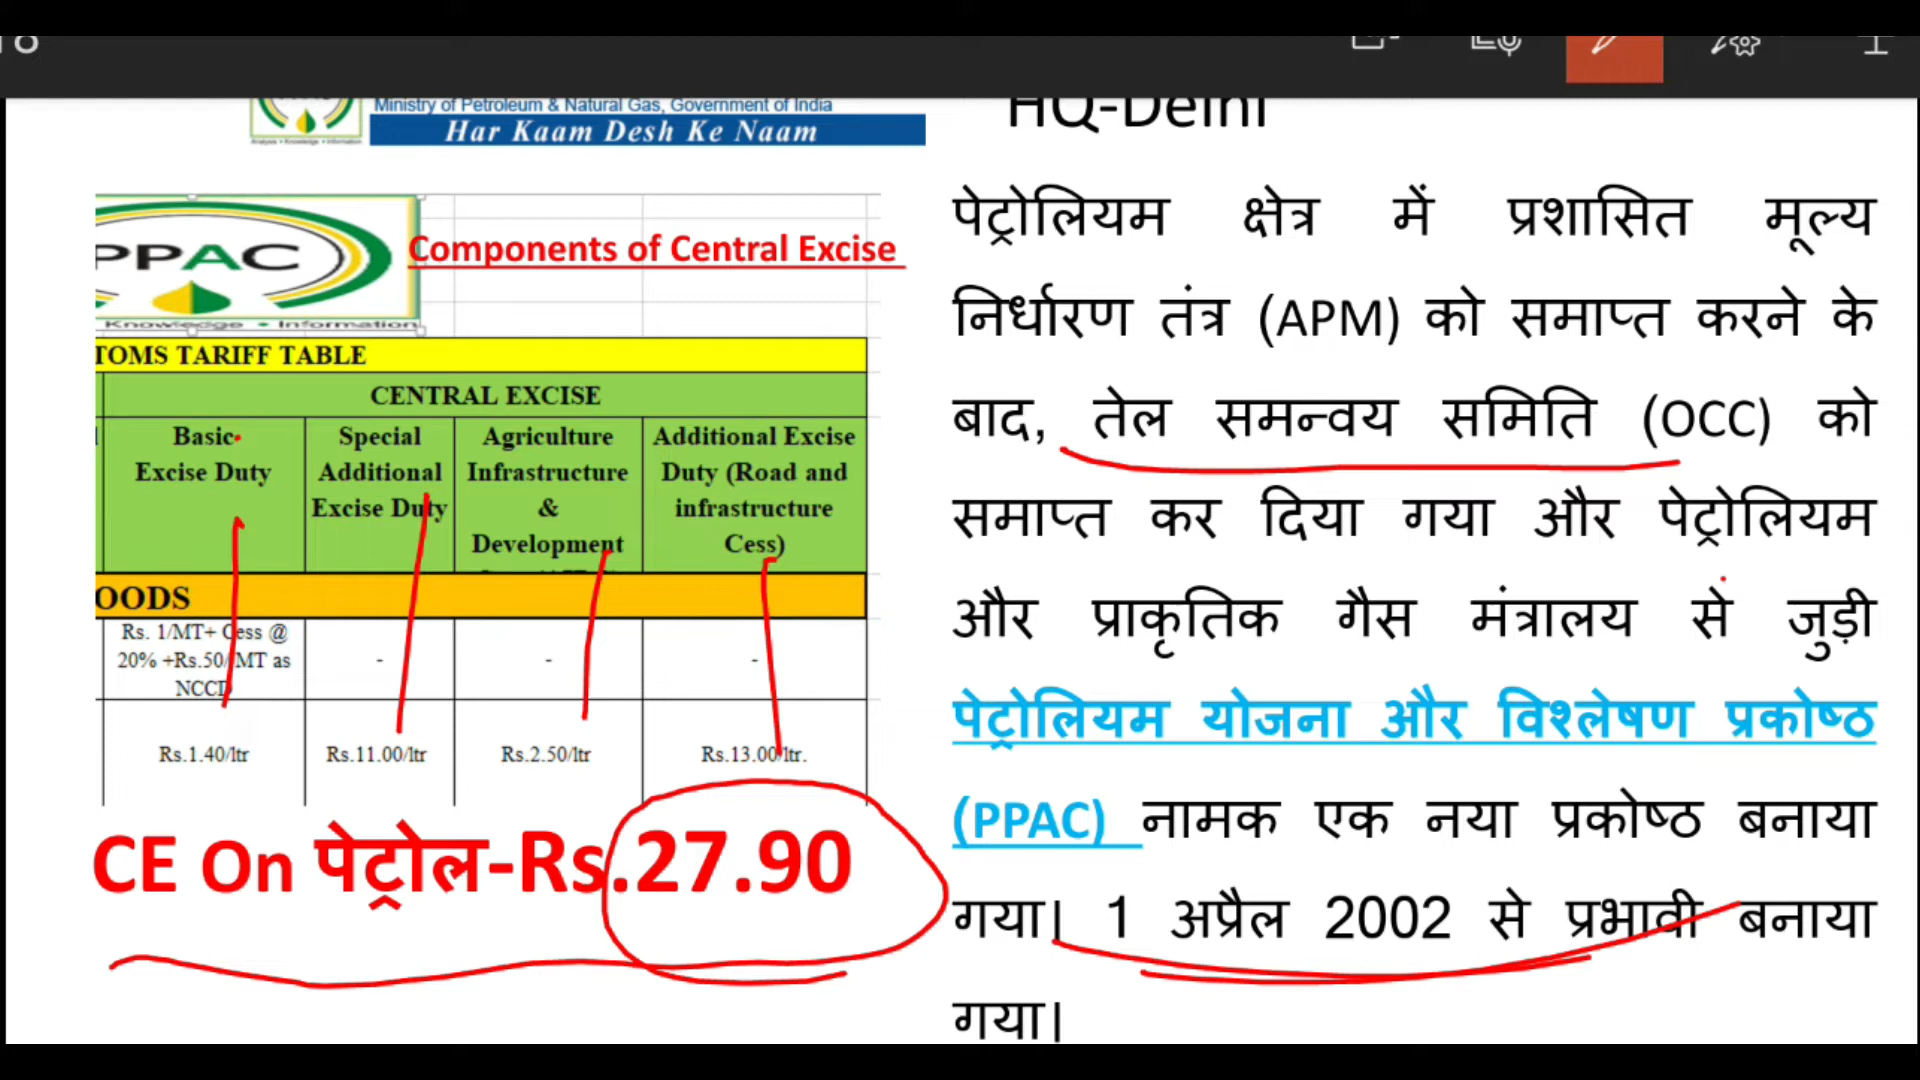 18
Ministry of Petroleum & Natural Gas, Government of India
Har Kaam Desh Ke Naam
PPAC
Knowledge • Information
Components of Central Excise
TOMS TARIFF TABLE
CENTRAL EXCISE
Basic
Excise Duty
Special
Additional
Excise Duty
Agriculture
Infrastructure
&
Development
Additional Excise
Duty (Road and
infrastructure
Cess)
OODS
Rs. 1/MT+ Cess @
20% +Rs.50/ MT as
NCCD
-
-
-
Rs.1.40/ltr
Rs.11.00/ltr
Rs.2.50/ltr
Rs.13.00/ltr.
CE On पेट्रोल-Rs.27.90
HQ-Delhi
पेट्रोलियम क्षेत्र में प्रशासित मूल्य
निर्धारण तंत्र (APM) को समाप्त करने के
बाद, तेल समन्वय समिति (OCC) को
समाप्त कर दिया गया और पेट्रोलियम
और प्राकृतिक गैस मंत्रालय से जुड़ी
पेट्रोलियम योजना और विश्लेषण प्रकोष्ठ
(PPAC) नामक एक नया प्रकोष्ठ बनाया
गया। 1 अप्रैल 2002 से प्रभावी बनाया
गया।